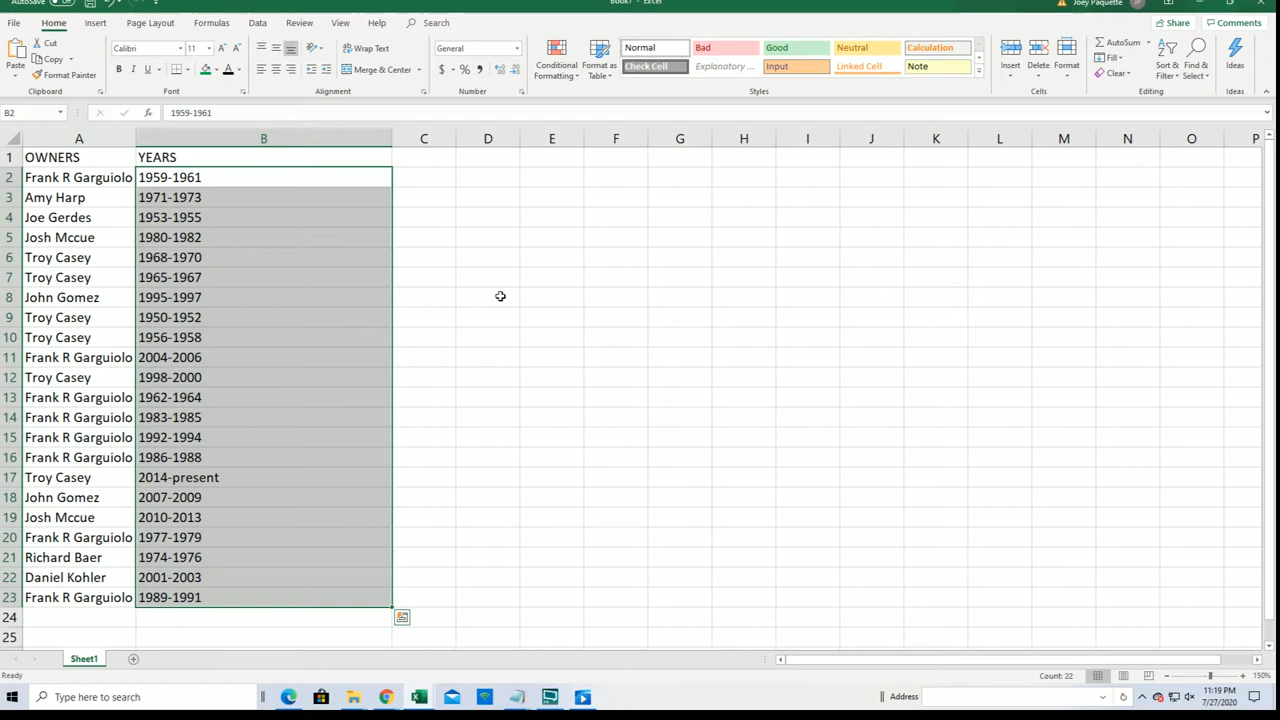 AutoSave Off Book7 - Excel Joey Paquette JP
File Home Insert Page Layout Formulas Data Review View Help Search Share Comments
Paste Cut Copy Format Painter
Clipboard
Calibri 11 A A B I U A
Font
Wrap Text
Merge & Center
Alignment
General
$ % ,
Number
Conditional Formatting Format as Table
Normal Bad Good Neutral Calculation
Check Cell Explanatory ... Input Linked Cell Note
Styles
Insert Delete Format
Cells
AutoSum Fill Clear Sort & Filter Find & Select
Editing
Ideas
Ideas
B2 fx 1959-1961
A B C D E F G H I J K L M N O P
1 OWNERS YEARS
2 Frank R Garguiolo 1959-1961
3 Amy Harp 1971-1973
4 Joe Gerdes 1953-1955
5 Josh Mccue 1980-1982
6 Troy Casey 1968-1970
7 Troy Casey 1965-1967
8 John Gomez 1995-1997
9 Troy Casey 1950-1952
10 Troy Casey 1956-1958
11 Frank R Garguiolo 2004-2006
12 Troy Casey 1998-2000
13 Frank R Garguiolo 1962-1964
14 Frank R Garguiolo 1983-1985
15 Frank R Garguiolo 1992-1994
16 Frank R Garguiolo 1986-1988
17 Troy Casey 2014-present
18 John Gomez 2007-2009
19 Josh Mccue 2010-2013
20 Frank R Garguiolo 1977-1979
21 Richard Baer 1974-1976
22 Daniel Kohler 2001-2003
23 Frank R Garguiolo 1989-1991
24
25
Sheet1
Ready Count: 22 150%
Type here to search Address 11:19 PM
7/27/2020